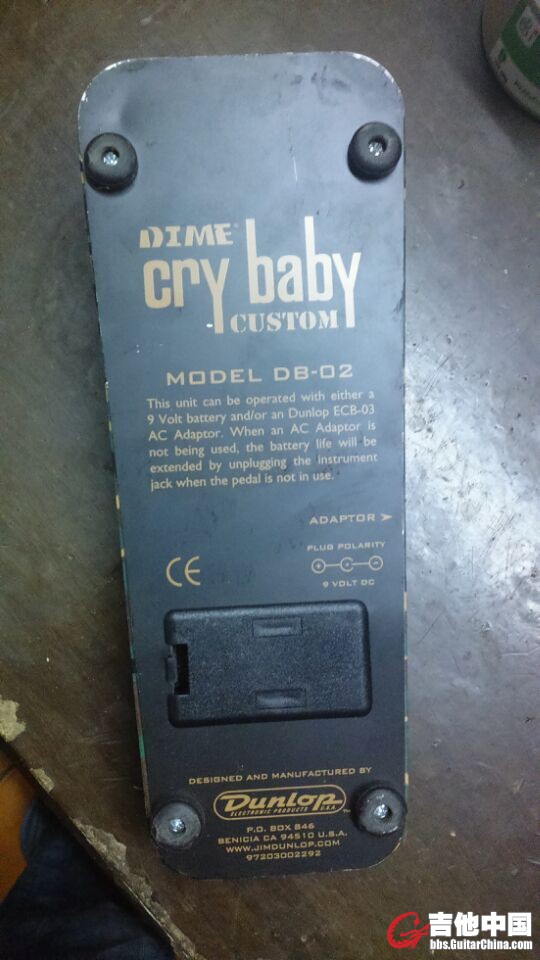 DIME
cry baby
CUSTOM
MODEL DB-02
This unit can be operated with either a
9 Volt battery and/or an Dunlop ECB-03
AC Adaptor. When an AC Adaptor is
not being used, the battery life will be
extended by unplugging the instrument
jack when the pedal is not in use.
ADAPTOR ➤
PLUG POLARITY
+ C −
9 VOLT DC
CE
DESIGNED AND MANUFACTURED BY
Dunlop
ELECTRONIC PRODUCTS U.S.A.
P.O. BOX 846
BENICIA CA 94510 U.S.A.
WWW.JIMDUNLOP.COM
97203002292
吉他中国
bbs.GuitarChina.com